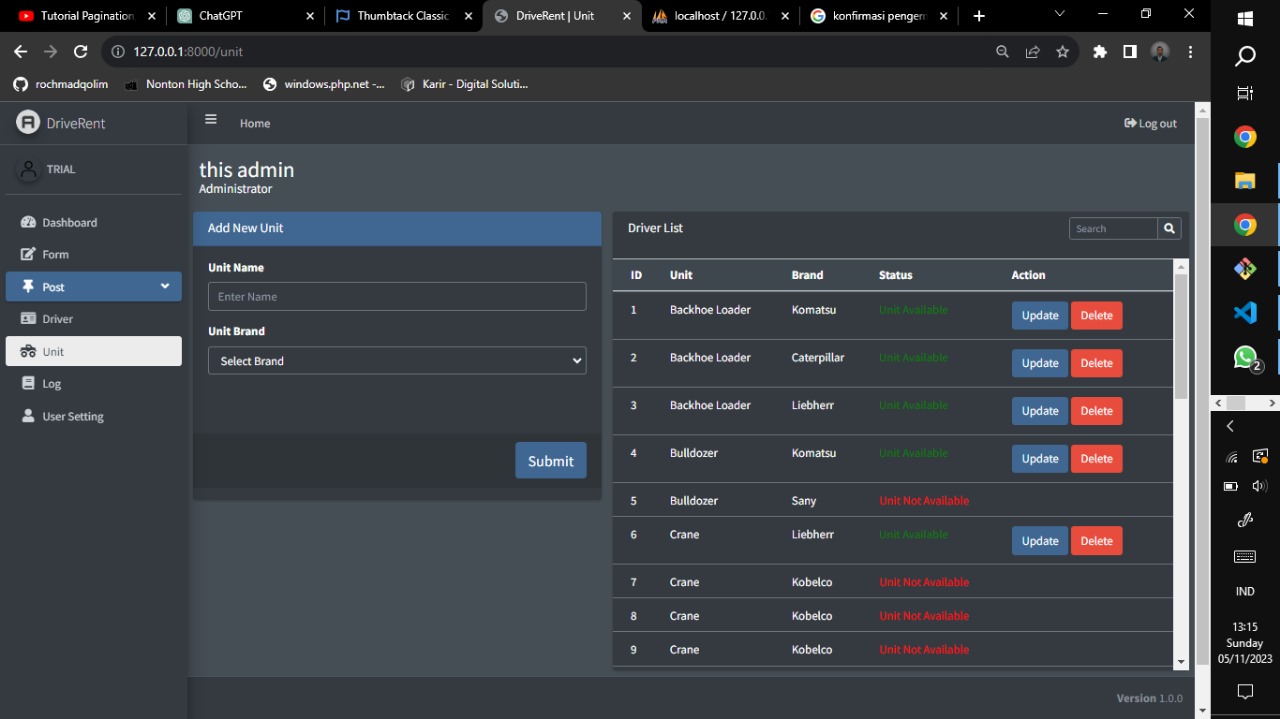 Tutorial Pagination
ChatGPT
Thumbtack Classic
DriveRent | Unit
localhost / 127.0.0.
konfirmasi pengem
127.0.0.1:8000/unit
rochmadqolim
Nonton High Scho...
windows.php.net -...
Karir - Digital Soluti...
DriveRent
Home
Log out
TRIAL
this admin
Administrator
Dashboard
Form
Post
Driver
Unit
Log
User Setting
Add New Unit
Unit Name
Enter Name
Unit Brand
Select Brand
Submit
Driver List
Search
ID Unit Brand Status Action
1 Backhoe Loader Komatsu Unit Available Update Delete
2 Backhoe Loader Caterpillar Unit Available Update Delete
3 Backhoe Loader Liebherr Unit Available Update Delete
4 Bulldozer Komatsu Unit Available Update Delete
5 Bulldozer Sany Unit Not Available
6 Crane Liebherr Unit Available Update Delete
7 Crane Kobelco Unit Not Available
8 Crane Kobelco Unit Not Available
9 Crane Kobelco Unit Not Available
Version 1.0.0
2
IND
13:15
Sunday
05/11/2023